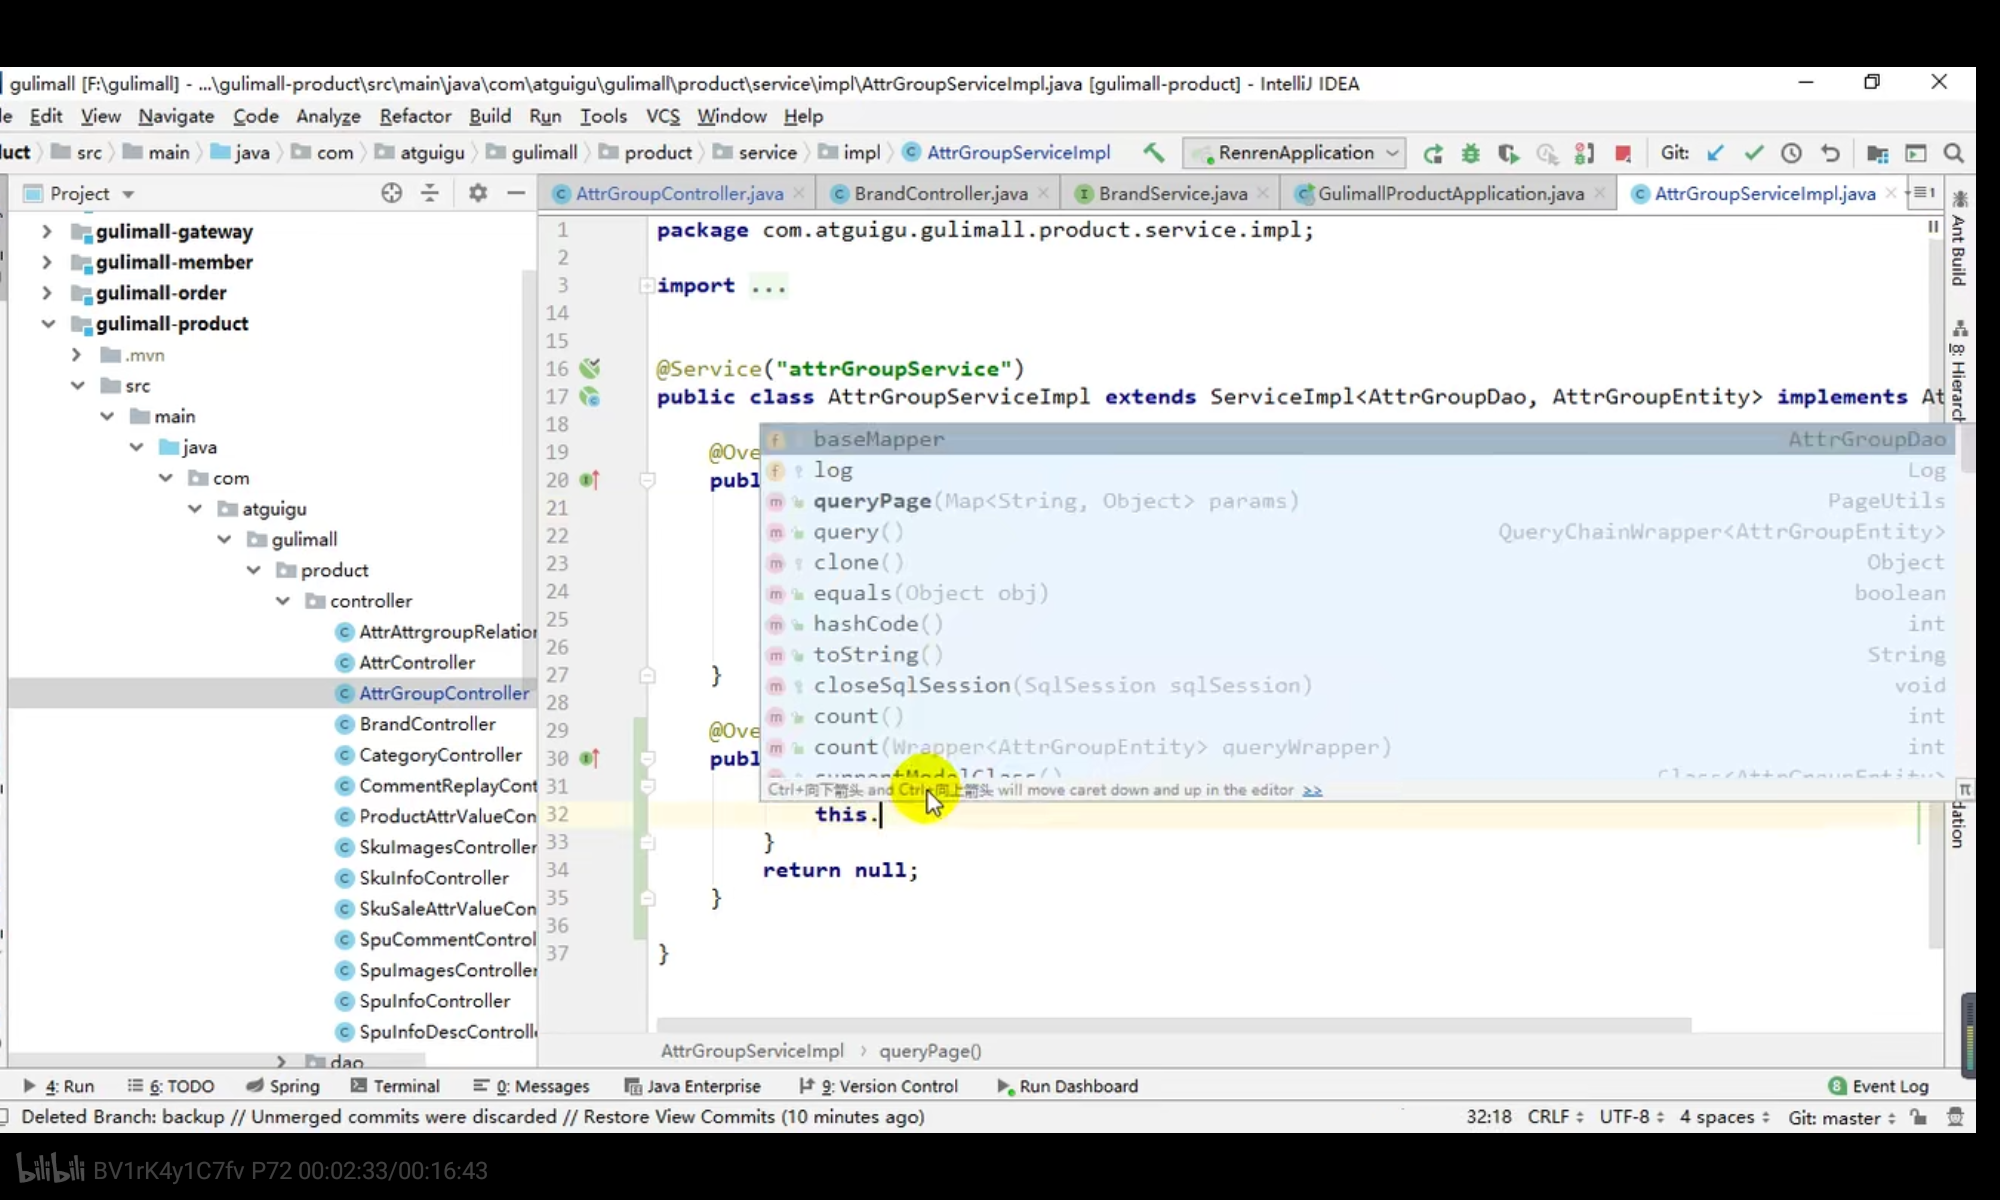 gulimall [F:\gulimall] - ...\gulimall-product\src\main\java\com\atguigu\gulimall\product\service\impl\AttrGroupServiceImpl.java [gulimall-product] - IntelliJ IDEA
le Edit View Navigate Code Analyze Refactor Build Run Tools VCS Window Help
uct src main java com atguigu gulimall product service impl AttrGroupServiceImpl RenrenApplication Git:
Project
AttrGroupController.java BrandController.java BrandService.java GulimallProductApplication.java AttrGroupServiceImpl.java
gulimall-gateway
gulimall-member
gulimall-order
gulimall-product
.mvn
src
main
java
com
atguigu
gulimall
product
controller
AttrAttrgroupRelation
AttrController
AttrGroupController
BrandController
CategoryController
CommentReplayCont
ProductAttrValueCon
SkuImagesController
SkuInfoController
SkuSaleAttrValueCon
SpuCommentControl
SpuImagesController
SpuInfoController
SpuInfoDescControlle
dao
1 package com.atguigu.gulimall.product.service.impl;
2
3 import ...
14
15
16 @Service("attrGroupService")
17 public class AttrGroupServiceImpl extends ServiceImpl<AttrGroupDao, AttrGroupEntity> implements At
18
19 @Ove
20 publ
21
22
23
24
25
26
27 }
28
29 @Ove
30 publ
31
32 this.
33 }
34 return null;
35 }
36
37 }
baseMapper AttrGroupDao
log Log
queryPage(Map<String, Object> params) PageUtils
query() QueryChainWrapper<AttrGroupEntity>
clone() Object
equals(Object obj) boolean
hashCode() int
toString() String
closeSqlSession(SqlSession sqlSession) void
count() int
count(Wrapper<AttrGroupEntity> queryWrapper) int
Ctrl+向下箭头 and Ctrl+向上箭头 will move caret down and up in the editor >>
AttrGroupServiceImpl queryPage()
Ant Build
8: Hierarch
dation
4: Run 6: TODO Spring Terminal 0: Messages Java Enterprise 9: Version Control Run Dashboard 8 Event Log
Deleted Branch: backup // Unmerged commits were discarded // Restore View Commits (10 minutes ago) 32:18 CRLF UTF-8 4 spaces Git: master
bilibili BV1rK4y1C7fv P72 00:02:33/00:16:43